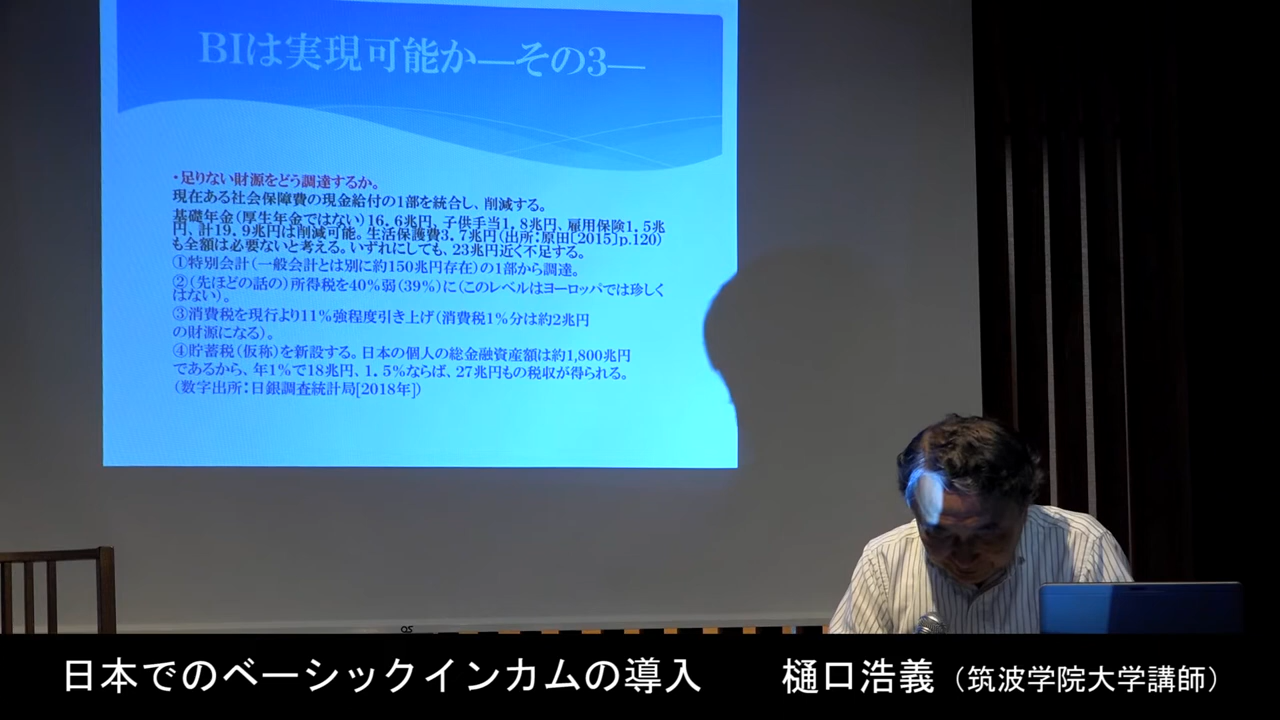 BIは実現可能か―その3―
・足りない財源をどう調達するか。
現在ある社会保障費の現金給付の1部を統合し、削減する。
基礎年金（厚生年金ではない）16．6兆円、子供手当1．8兆円、雇用保険1．5兆
円、計19．9兆円は削減可能。生活保護費3．7兆円（出所：原田［2015］p.120）
も全額は必要ないと考える。いずれにしても、23兆円近く不足する。
①特別会計（一般会計とは別に約150兆円存在）の1部から調達。
②（先ほどの話の）所得税を40％弱（39％）に（このレベルはヨーロッパでは珍しく
はない）。
③消費税を現行より11％強程度引き上げ（消費税1％分は約2兆円
の財源になる）。
④貯蓄税（仮称）を新設する。日本の個人の総金融資産額は約1,800兆円
であるから、年1％で18兆円、1．5％ならば、27兆円もの税収が得られる。
（数字出所：日銀調査統計局[2018年]）
OS
日本でのベーシックインカムの導入　樋口浩義（筑波学院大学講師）